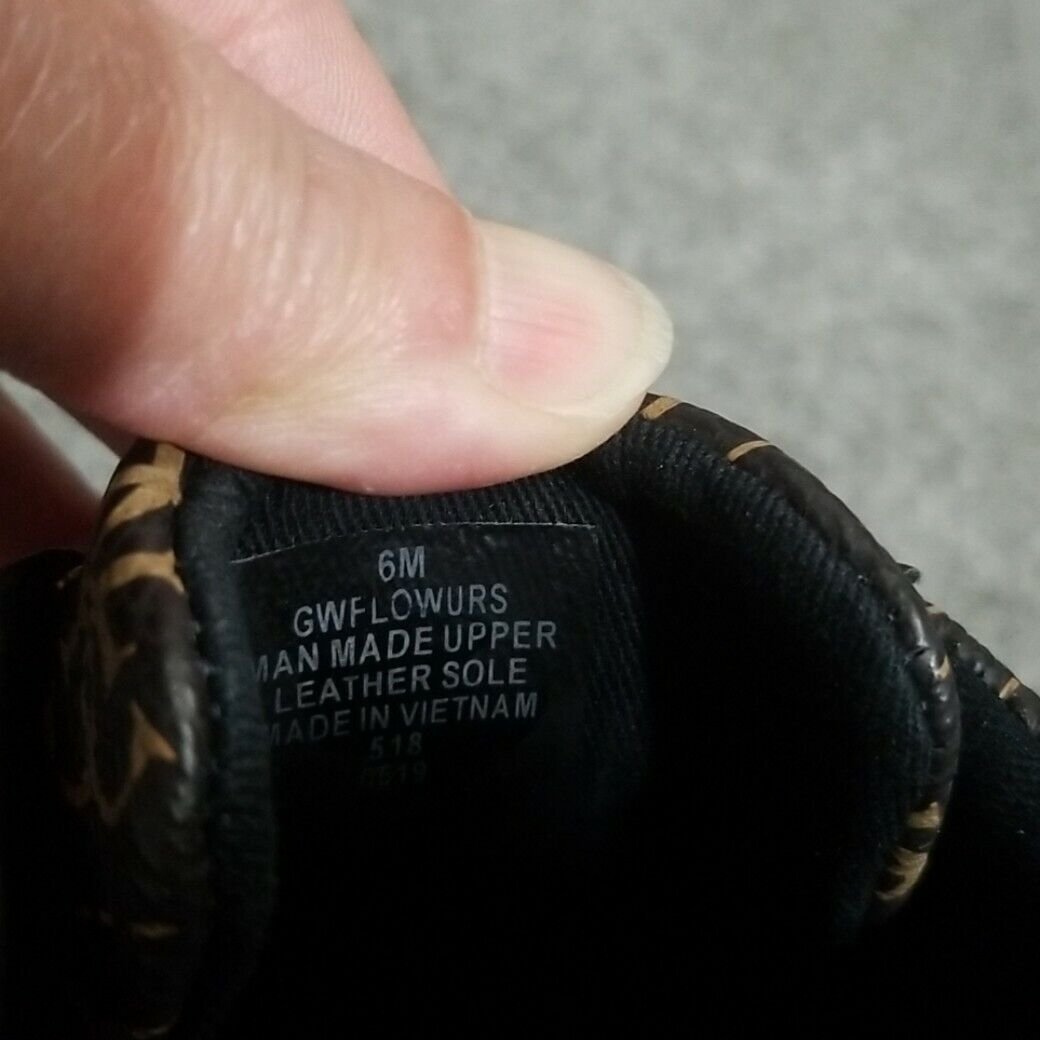 6M
GWFLOWURS
MAN MADE UPPER
LEATHER SOLE
MADE IN VIETNAM
518